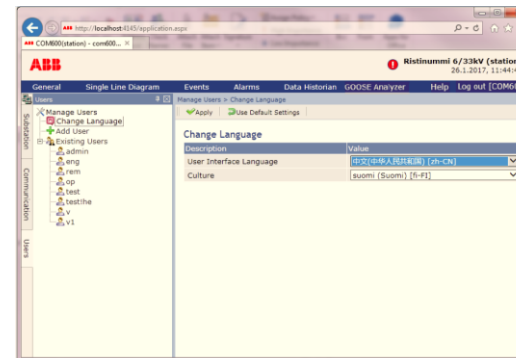 http://localhost:4145/application.aspx
ABB COM600(station) - com600...
ABB
Ristinummi 6/33kV (station
26.1.2017, 11:44:4
General Single Line Diagram Events Alarms Data Historian GOOSE Analyzer Help Log out [COM6
Users
Manage Users > Change Language
Manage Users
Change Language
Add User
Existing Users
admin
eng
rem
op
test
testlhe
v
v1
Substation
Communication
Users
Apply Use Default Settings
Change Language
Description Value
User Interface Language 中文(中华人民共和国) [zh-CN]
Culture suomi (Suomi) [fi-FI]